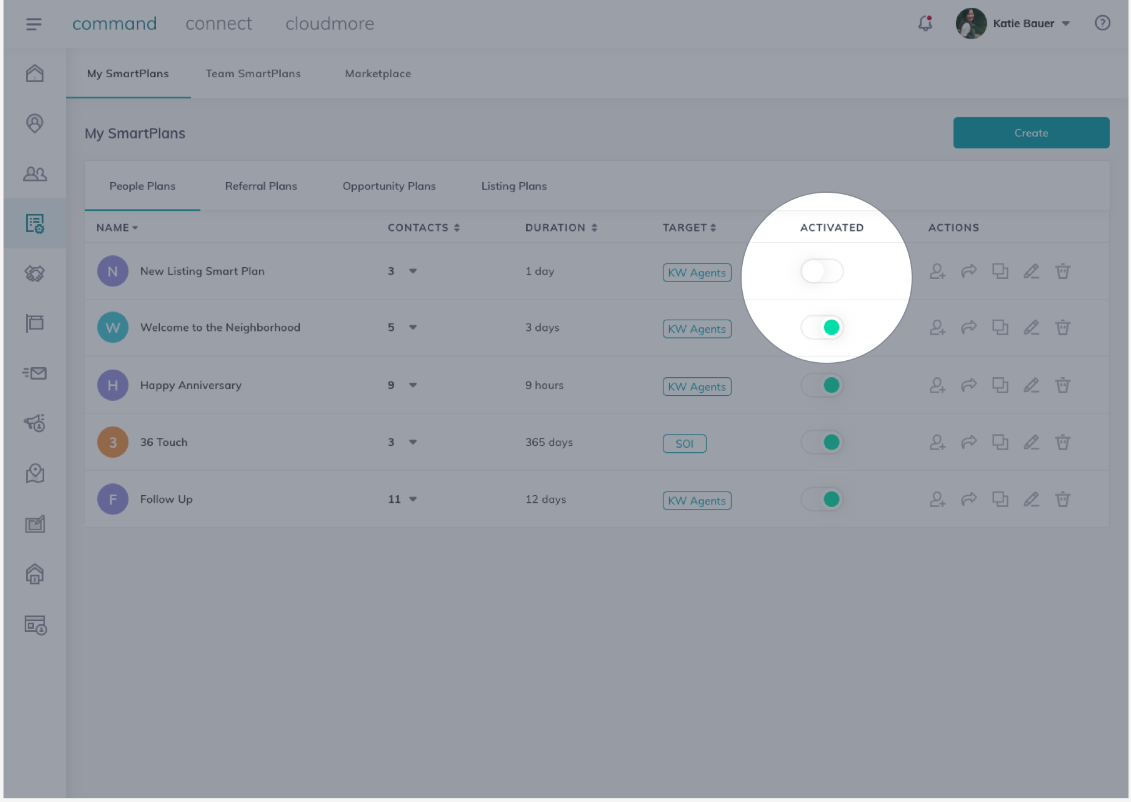 command connect cloudmore Katie Bauer ?
My SmartPlans Team SmartPlans Marketplace
My SmartPlans Create
People Plans Referral Plans Opportunity Plans Listing Plans
NAME CONTACTS DURATION TARGET ACTIVATED ACTIONS
N New Listing Smart Plan 3 1 day KW Agents
W Welcome to the Neighborhood 5 3 days KW Agents
H Happy Anniversary 9 9 hours KW Agents
3 36 Touch 3 365 days SOI
F Follow Up 11 12 days KW Agents